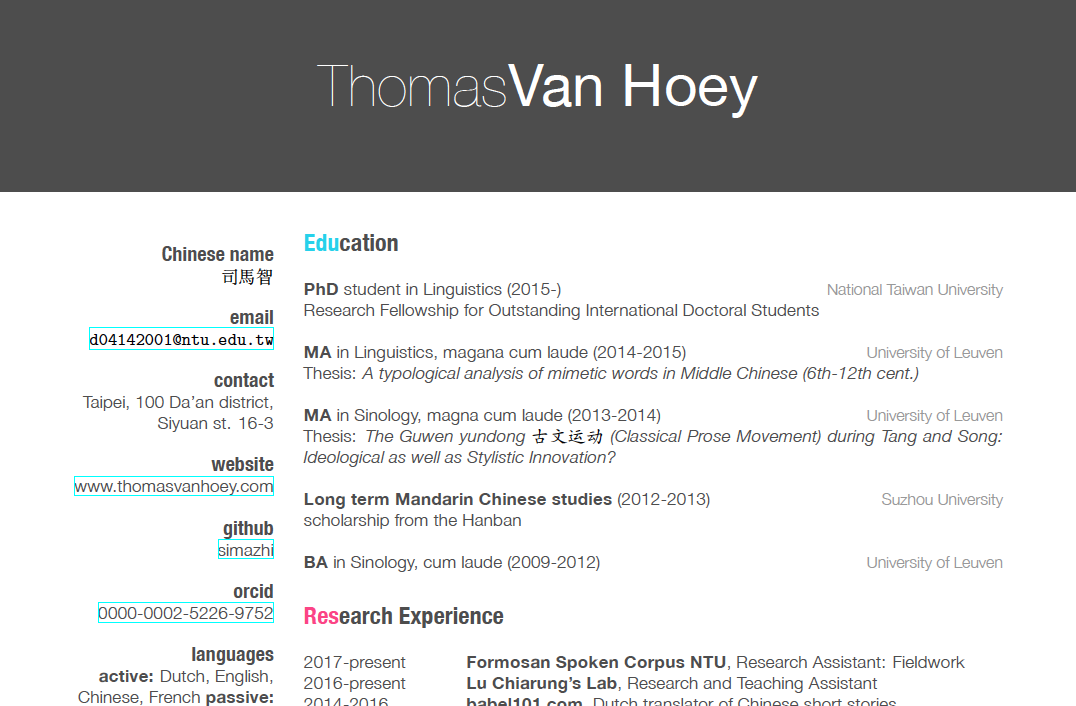 ThomasVan Hoey
Chinese name
司馬智
email
d04142001@ntu.edu.tw
contact
Taipei, 100 Da'an district,
Siyuan st. 16-3
website
www.thomasvanhoey.com
github
simazhi
orcid
0000-0002-5226-9752
languages
active: Dutch, English,
Chinese, French passive:
Education
PhD student in Linguistics (2015-) National Taiwan University
Research Fellowship for Outstanding International Doctoral Students
MA in Linguistics, magana cum laude (2014-2015) University of Leuven
Thesis: A typological analysis of mimetic words in Middle Chinese (6th-12th cent.)
MA in Sinology, magna cum laude (2013-2014) University of Leuven
Thesis: The Guwen yundong 古文运动 (Classical Prose Movement) during Tang and Song:
Ideological as well as Stylistic Innovation?
Long term Mandarin Chinese studies (2012-2013) Suzhou University
scholarship from the Hanban
BA in Sinology, cum laude (2009-2012) University of Leuven
Research Experience
2017-present Formosan Spoken Corpus NTU, Research Assistant: Fieldwork
2016-present Lu Chiarung's Lab, Research and Teaching Assistant
2014-2016 babel101.com, Dutch translator of Chinese short stories